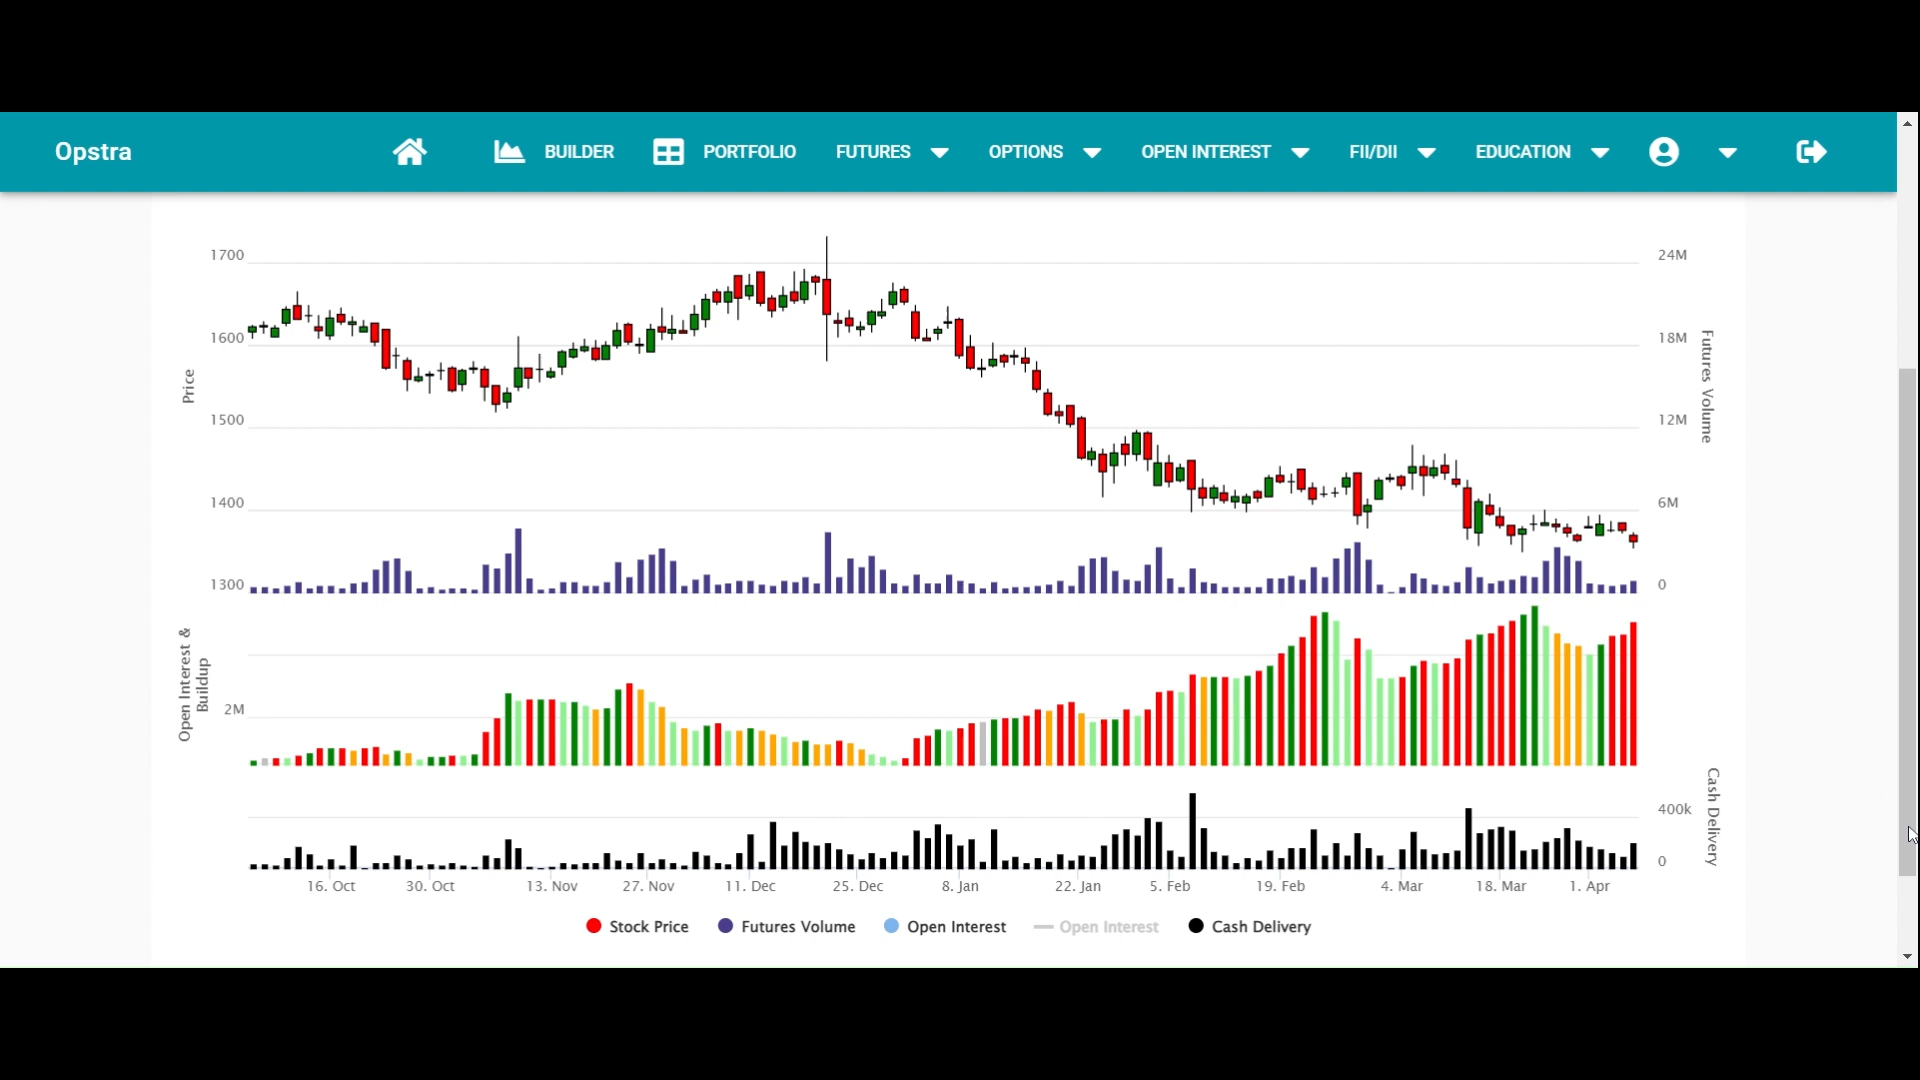 Opstra BUILDER PORTFOLIO FUTURES OPTIONS OPEN INTEREST FII/DII EDUCATION
1700 24M
1600 18M
1500 12M
1400 6M
1300 0
Price
Futures Volume
Open Interest &
Buildup
2M
Cash Delivery
400k
0
16. Oct 30. Oct 13. Nov 27. Nov 11. Dec 25. Dec 8. Jan 22. Jan 5. Feb 19. Feb 4. Mar 18. Mar 1. Apr
Stock Price Futures Volume Open Interest Open Interest Cash Delivery